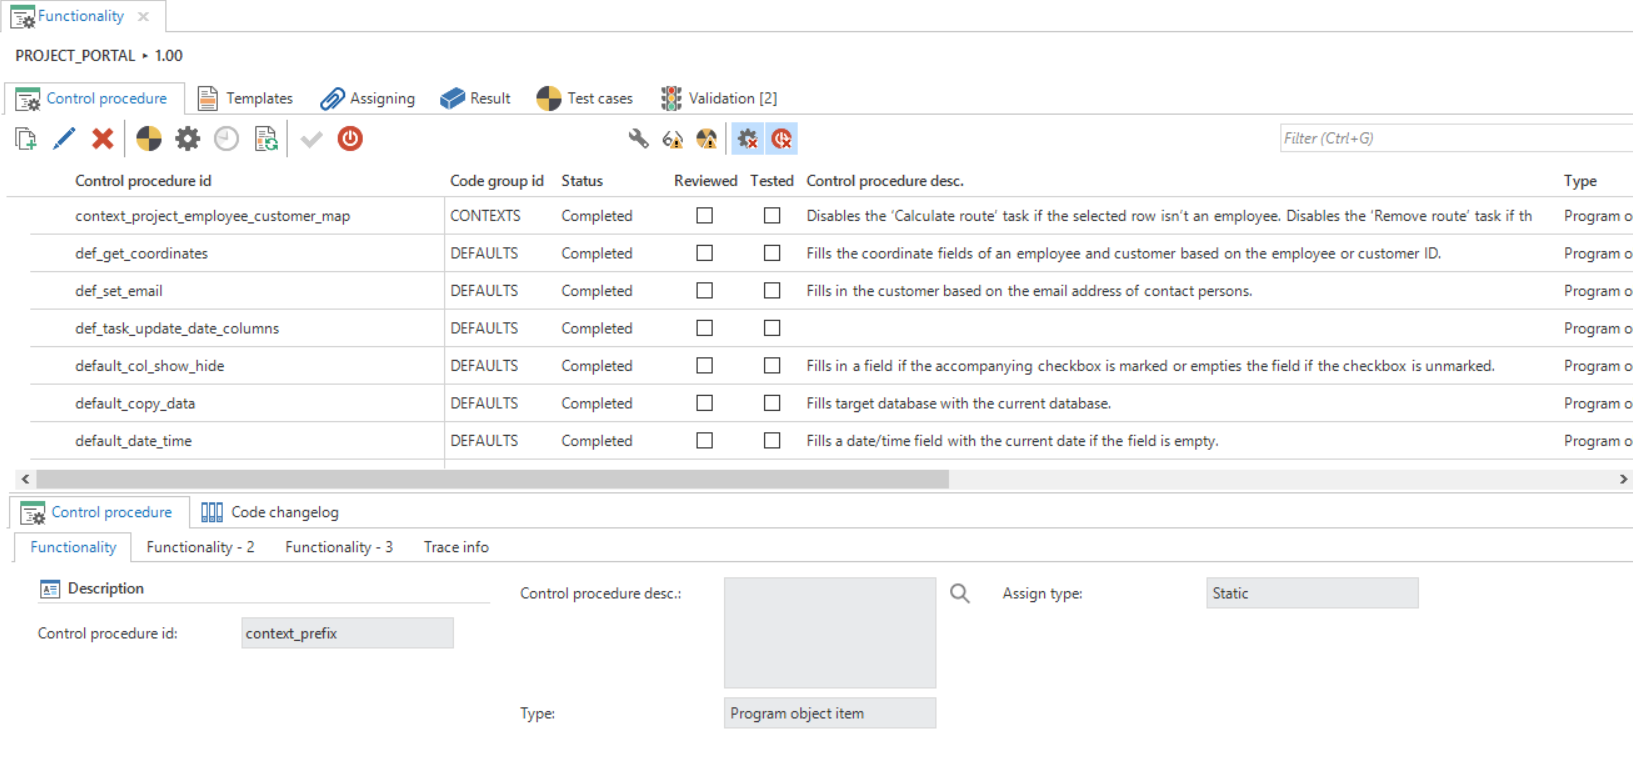 Functionality
PROJECT_PORTAL ▸ 1.00
Control procedure Templates Assigning Result Test cases Validation [2]
Filter (Ctrl+G)
Control procedure id Code group id Status Reviewed Tested Control procedure desc. Type
context_project_employee_customer_map CONTEXTS Completed Disables the 'Calculate route' task if the selected row isn't an employee. Disables the 'Remove route' task if th Program o
def_get_coordinates DEFAULTS Completed Fills the coordinate fields of an employee and customer based on the employee or customer ID. Program o
def_set_email DEFAULTS Completed Fills in the customer based on the email address of contact persons. Program o
def_task_update_date_columns DEFAULTS Completed Program o
default_col_show_hide DEFAULTS Completed Fills in a field if the accompanying checkbox is marked or empties the field if the checkbox is unmarked. Program o
default_copy_data DEFAULTS Completed Fills target database with the current database. Program o
default_date_time DEFAULTS Completed Fills a date/time field with the current date if the field is empty. Program o
Control procedure Code changelog
Functionality Functionality - 2 Functionality - 3 Trace info
Description
Control procedure desc.: Assign type: Static
Control procedure id: context_prefix
Type: Program object item